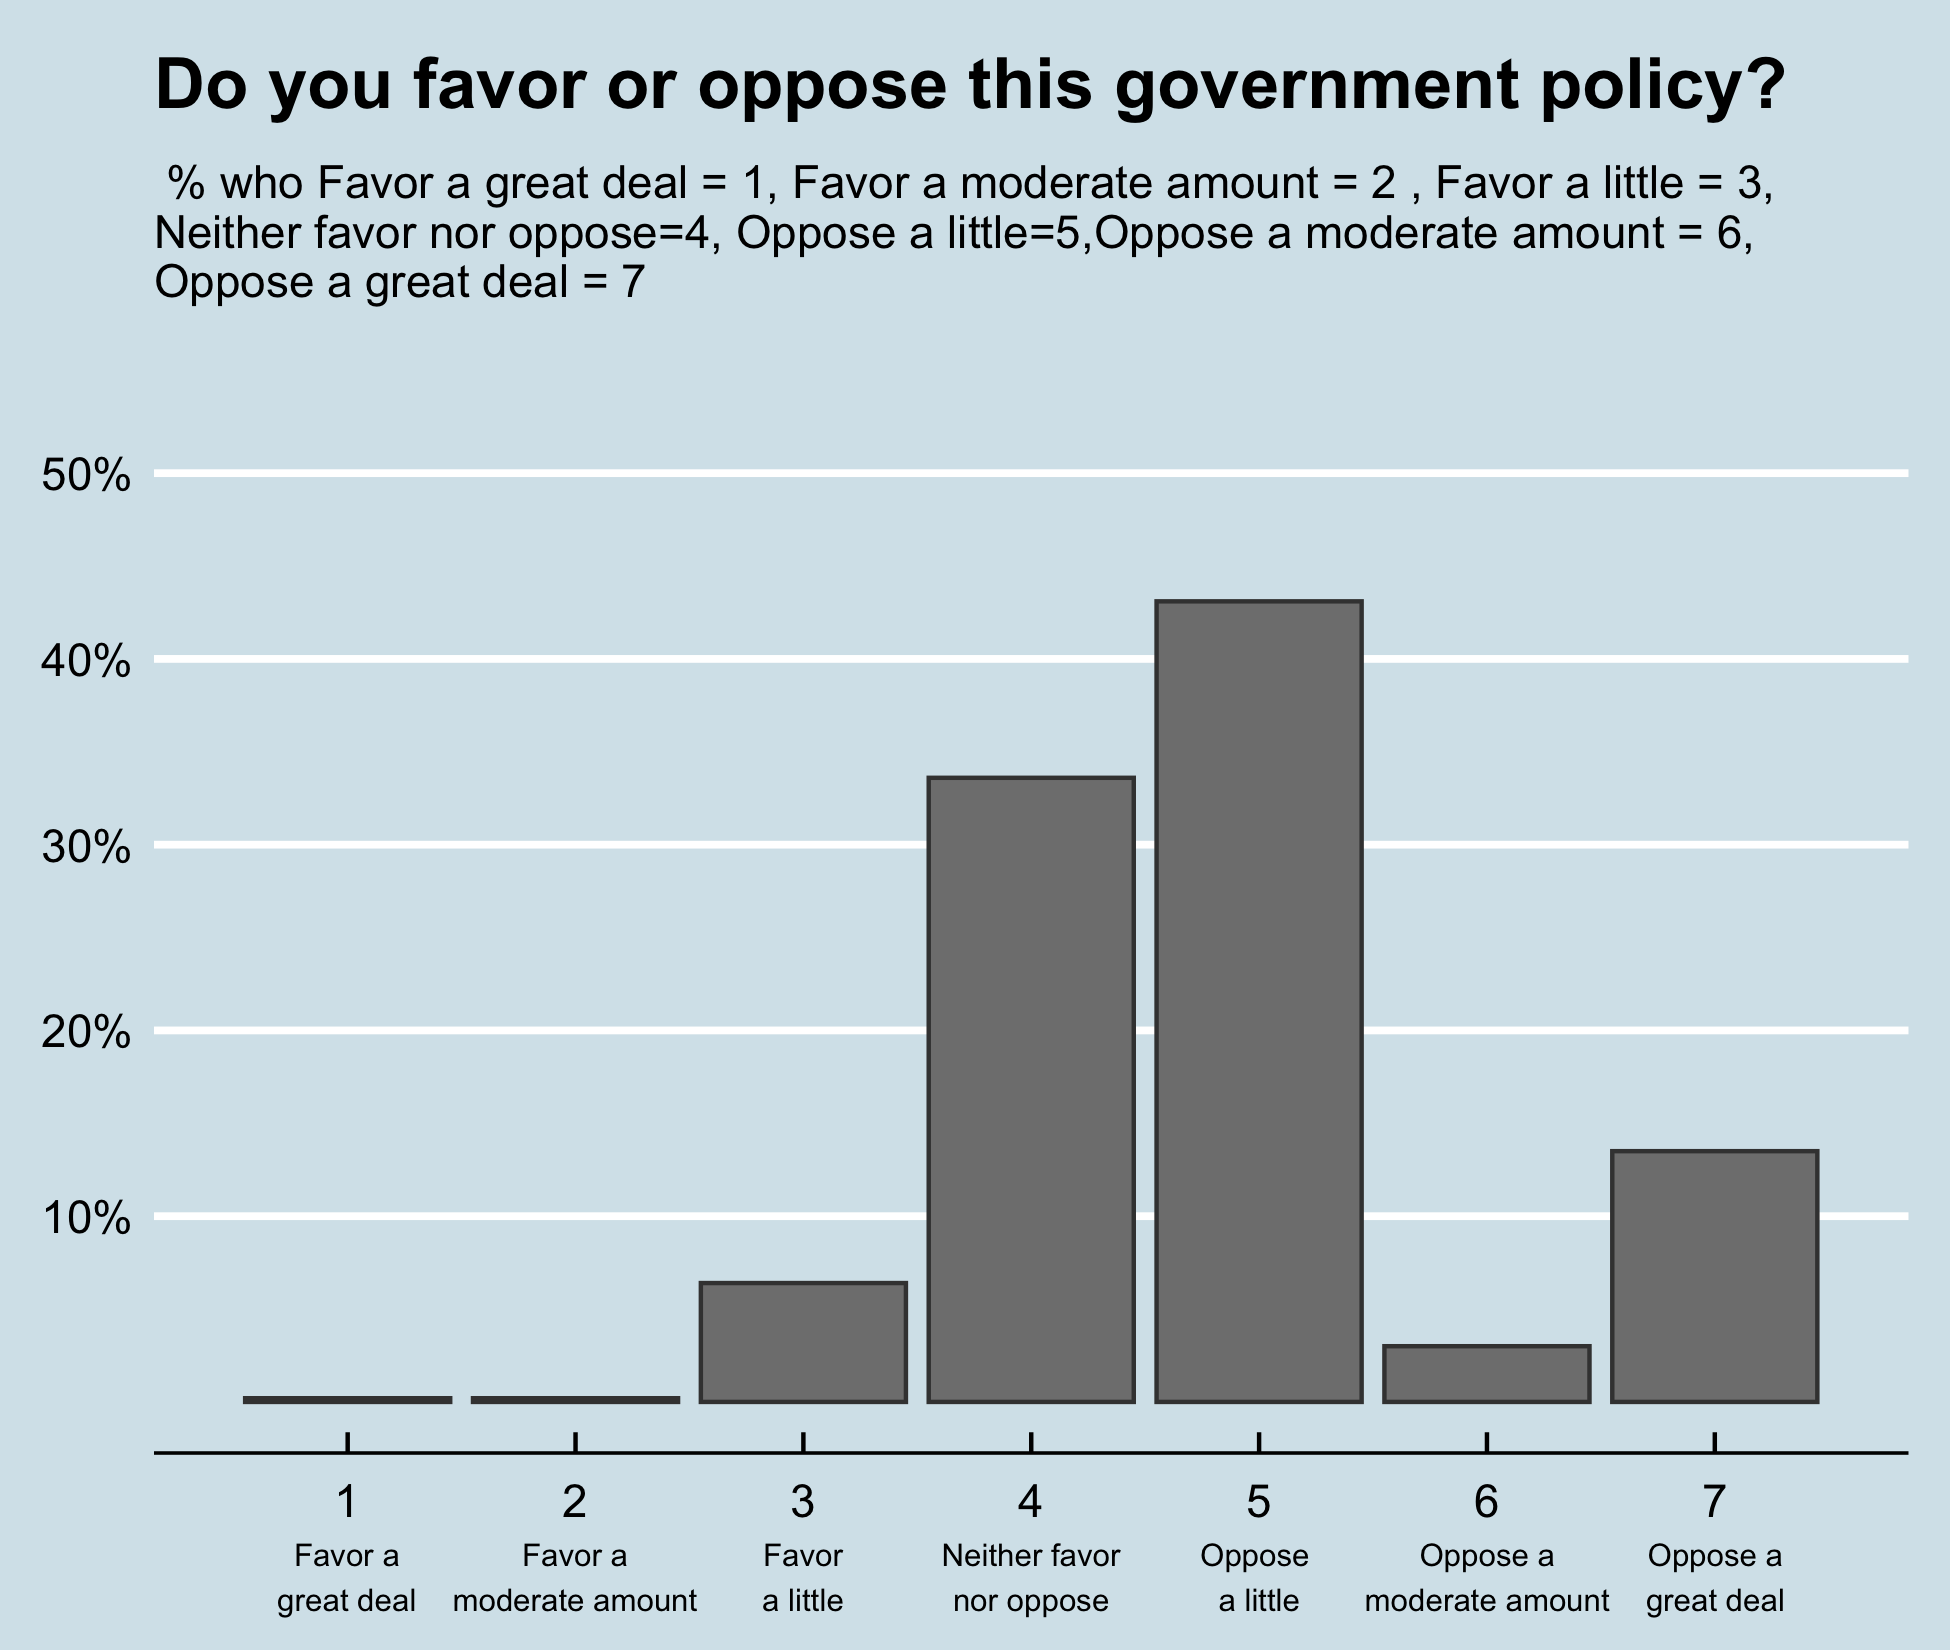 Do you favor or oppose this government policy?
% who Favor a great deal = 1, Favor a moderate amount = 2 , Favor a little = 3,
Neither favor nor oppose=4, Oppose a little=5,Oppose a moderate amount = 6,
Oppose a great deal = 7
50%
40%
30%
20%
10%
1 2 3 4 5 6 7
Favor a Favor a Favor Neither favor Oppose Oppose a Oppose a
great deal moderate amount a little nor oppose a little moderate amount great deal